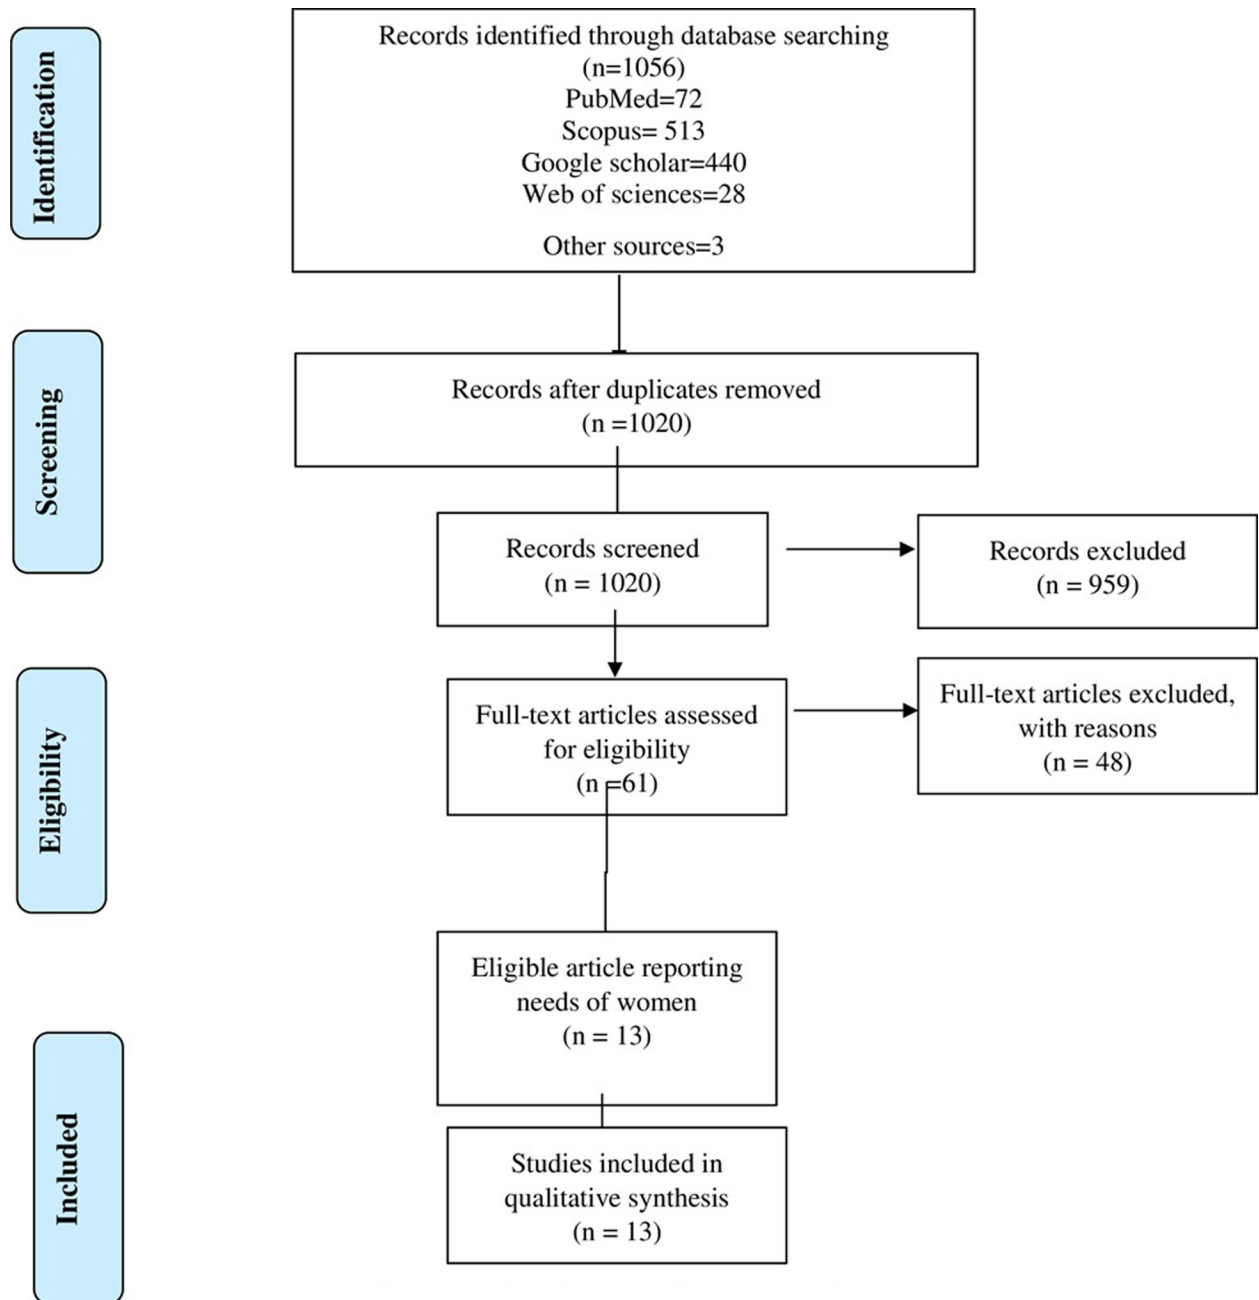 Identification
Records identified through database searching
(n=1056)
PubMed=72
Scopus= 513
Google scholar=440
Web of sciences=28
Other sources=3
Screening
Records after duplicates removed
(n =1020)
Records screened
(n = 1020)
Records excluded
(n = 959)
Eligibility
Full-text articles assessed
for eligibility
(n =61)
Full-text articles excluded,
with reasons
(n = 48)
Eligible article reporting
needs of women
(n = 13)
Included
Studies included in
qualitative synthesis
(n = 13)